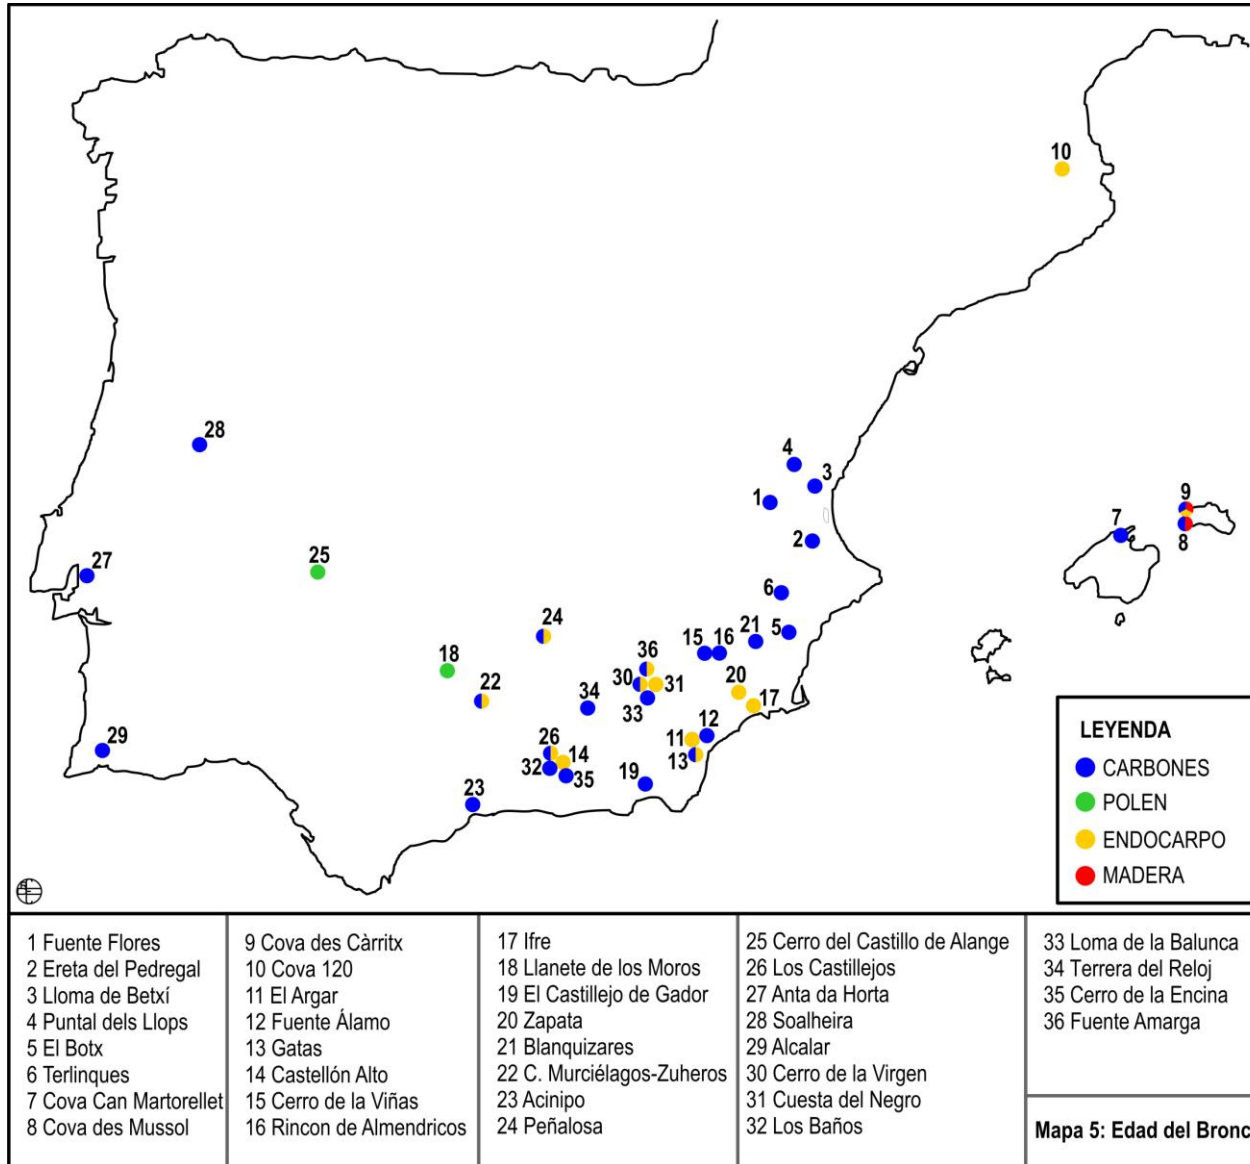 10
28
4
3
1
9
7
2
8
27
25
6
24
5
21
15
16
36
18
30
31
20
22
34
33
17
29
12
11
26
14
13
32
35
19
23
LEYENDA
CARBONES
POLEN
ENDOCARPO
MADERA
1 Fuente Flores
2 Ereta del Pedregal
3 Lloma de Betxí
4 Puntal dels Llops
5 El Botx
6 Terlinques
7 Cova Can Martorellet
8 Cova des Mussol
9 Cova des Càrritx
10 Cova 120
11 El Argar
12 Fuente Álamo
13 Gatas
14 Castellón Alto
15 Cerro de la Viñas
16 Rincon de Almendricos
17 Ifre
18 Llanete de los Moros
19 El Castillejo de Gador
20 Zapata
21 Blanquizares
22 C. Murciélagos-Zuheros
23 Acinipo
24 Peñalosa
25 Cerro del Castillo de Alange
26 Los Castillejos
27 Anta da Horta
28 Soalheira
29 Alcalar
30 Cerro de la Virgen
31 Cuesta del Negro
32 Los Baños
33 Loma de la Balunca
34 Terrera del Reloj
35 Cerro de la Encina
36 Fuente Amarga
Mapa 5: Edad del Bronc